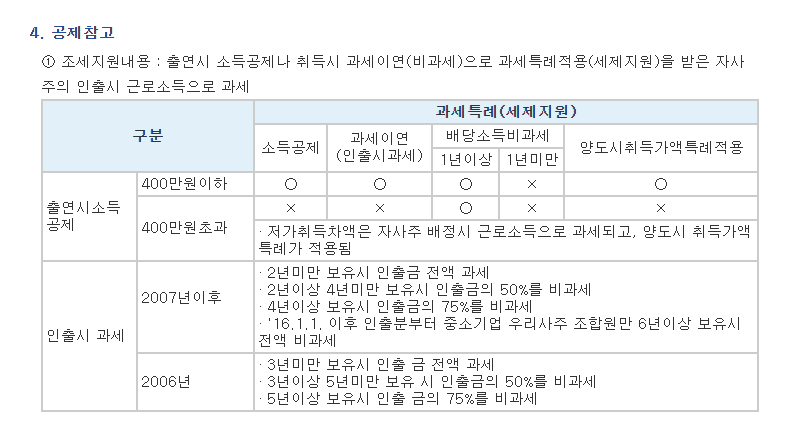 4. 공제참고
① 조세지원내용 : 출연시 소득공제나 취득시 과세이연(비과세)으로 과세특례적용(세제지원)을 받은 자사
주의 인출시 근로소득으로 과세
구분
과세특례(세제지원)
소득공제
과세이연
(인출시과세)
배당소득비과세
1년이상
1년미만
양도시취득가액특례적용
출연시소득
공제
400만원이하
○ ○ ○ × ○
400만원초과
× × ○ × ×
· 저가취득차액은 자사주 배정시 근로소득으로 과세되고, 양도시 취득가액
특례가 적용됨
인출시 과세
2007년이후
· 2년미만 보유시 인출금 전액 과세
· 2년이상 4년미만 보유시 인출금의 50%를 비과세
· 4년이상 보유시 인출금의 75%를 비과세
· '16.1.1. 이후 인출분부터 중소기업 우리사주 조합원만 6년이상 보유시
전액 비과세
2006년
· 3년미만 보유시 인출 금 전액 과세
· 3년이상 5년미만 보유 시 인출금의 50%를 비과세
· 5년이상 보유시 인출 금의 75%를 비과세